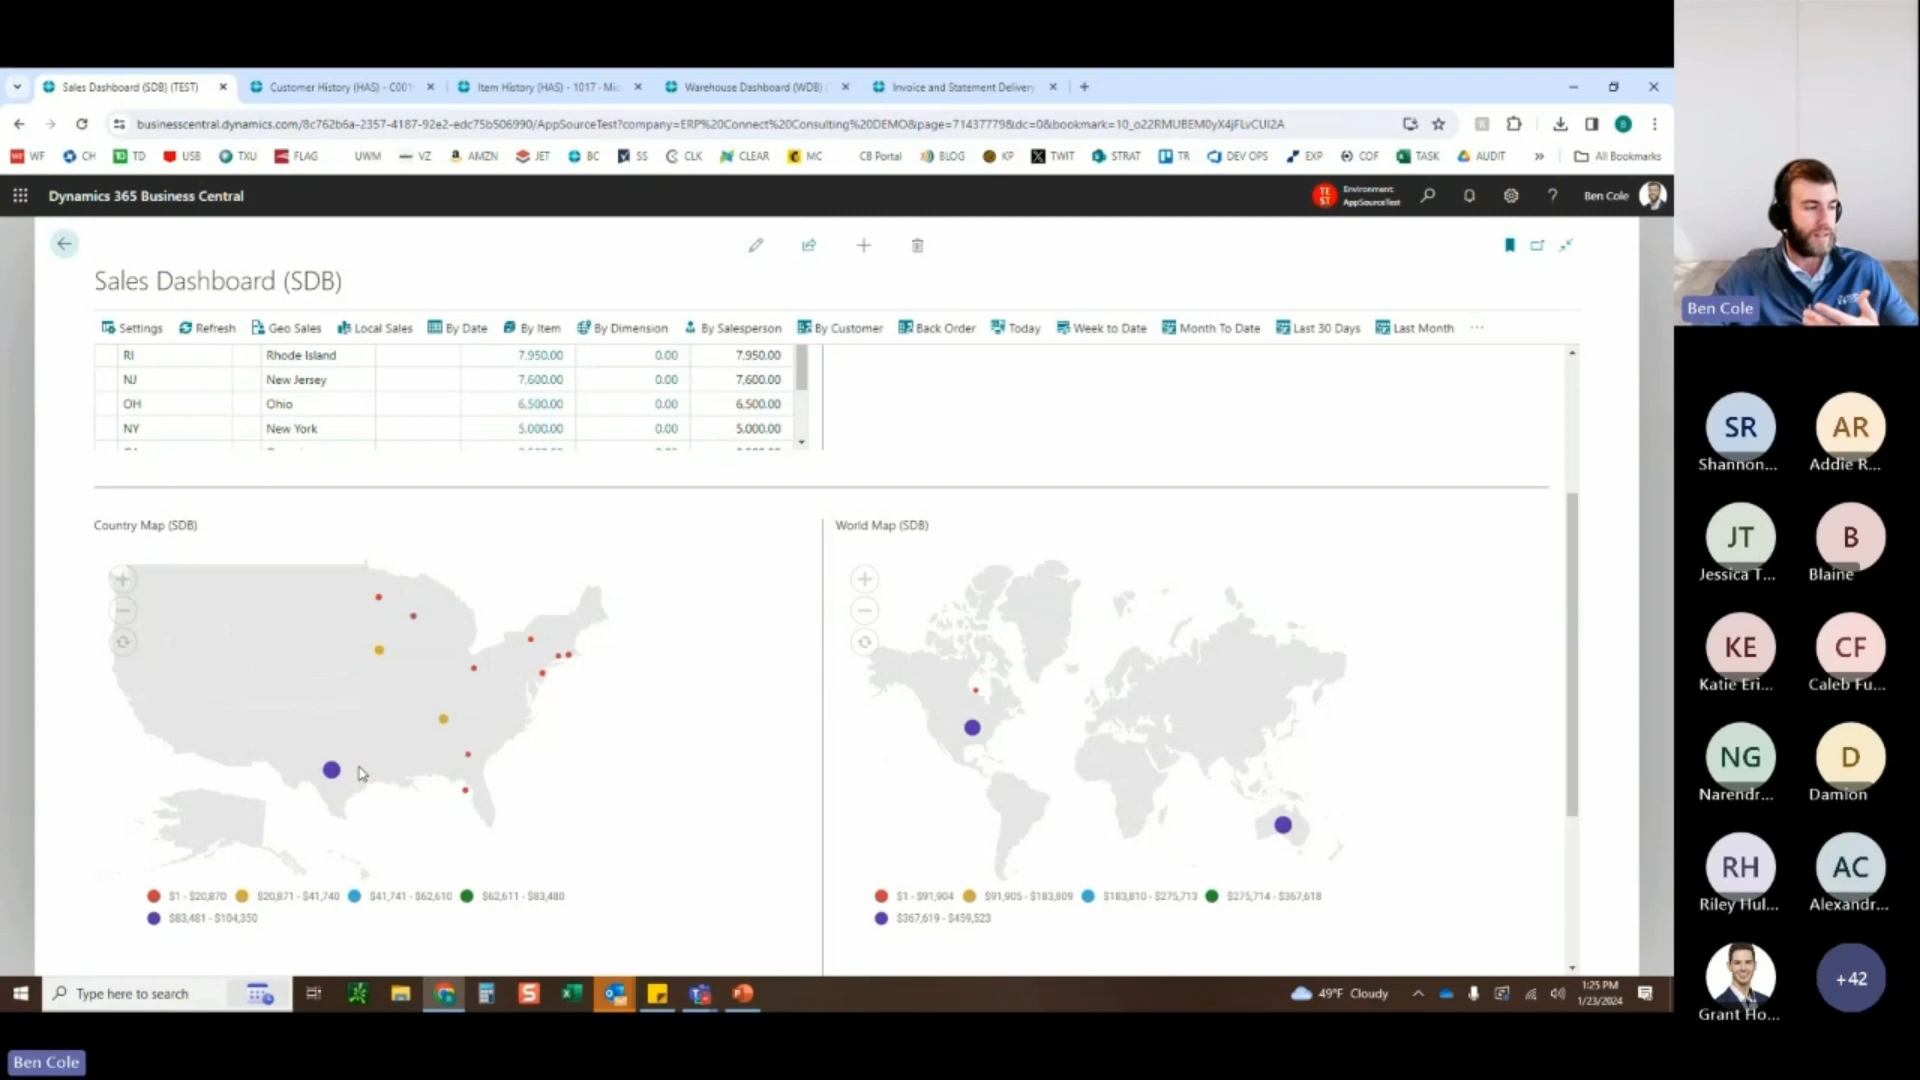 Sales Dashboard (SDB) (TEST)
Customer History (HAS) - C001
Item History (HAS) - 1017 - Mic
Warehouse Dashboard (WDB)
Invoice and Statement Delivery
businesscentral.dynamics.com/8c762b6a-2357-4187-92e2-edc75b506990/AppSourceTest?company=ERP%20Connect%20Consulting%20DEMO&page=71437779&dc=0&bookmark=10_o22RMUBEM0yX4jFLvCUI2A
WF CH TD USB TXU FLAG UWM VZ AMZN JET BC SS CLK CLEAR MC CB Portal BLOG KP TWIT STRAT TR DEV OPS EXP COF TASK AUDIT » All Bookmarks
Dynamics 365 Business Central
TE ST
Environment:
AppSourceTest
? Ben Cole
Sales Dashboard (SDB)
Settings Refresh Geo Sales Local Sales By Date By Item By Dimension By Salesperson By Customer Back Order Today Week to Date Month To Date Last 30 Days Last Month ...
RI Rhode Island 7,950.00 0.00 7,950.00
NJ New Jersey 7,600.00 0.00 7,600.00
OH Ohio 6,500.00 0.00 6,500.00
NY New York 5,000.00 0.00 5,000.00
Country Map (SDB)
World Map (SDB)
$1 - $20,870 $20,871 - $41,740 $41,741 - $62,610 $62,611 - $83,480
$83,481 - $104,350
$1 - $91,904 $91,905 - $183,809 $183,810 - $275,713 $275,714 - $367,618
$367,619 - $459,523
Type here to search
49°F Cloudy
1:25 PM
1/23/2024
Ben Cole
Ben Cole
SR
Shannon...
AR
Addie R...
JT
Jessica T...
B
Blaine
KE
Katie Eri...
CF
Caleb Fu...
NG
Narendr...
D
Damion
RH
Riley Hul...
AC
Alexandr...
Grant Ho...
+42